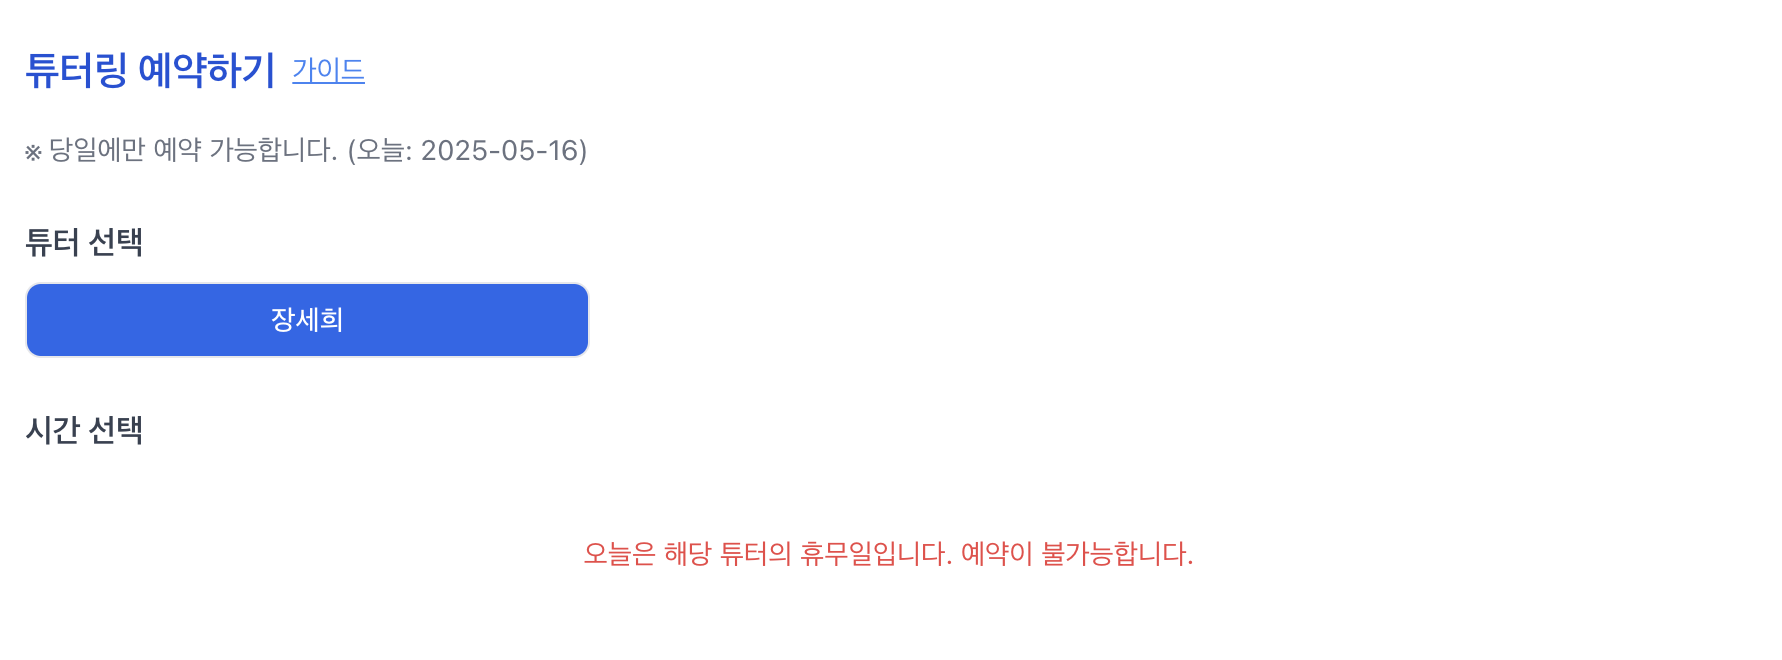 튜터링 예약하기 가이드
※ 당일에만 예약 가능합니다. (오늘: 2025-05-16)
튜터 선택
장세희
시간 선택
오늘은 해당 튜터의 휴무일입니다. 예약이 불가능합니다.